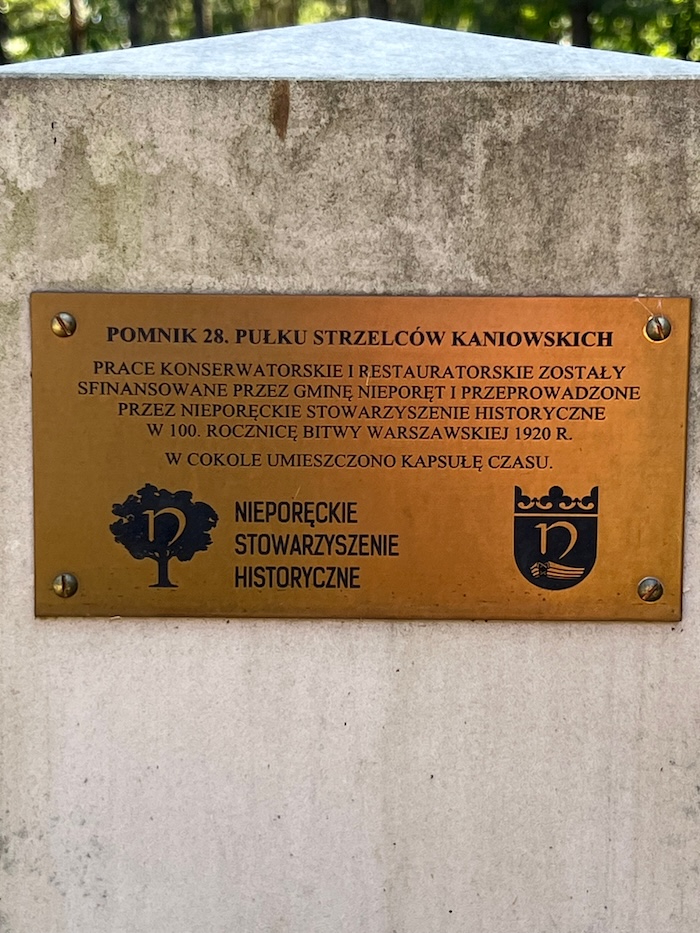 POMNIK 28. PUŁKU STRZELCÓW KANIOWSKICH
PRACE KONSERWATORSKIE I RESTAURATORSKIE ZOSTAŁY
SFINANSOWANE PRZEZ GMINĘ NIEPORĘT I PRZEPROWADZONE
PRZEZ NIEPORĘCKIE STOWARZYSZENIE HISTORYCZNE
W 100. ROCZNICĘ BITWY WARSZAWSKIEJ 1920 R.
W COKOLE UMIESZCZONO KAPSUŁĘ CZASU.
n
NIEPORĘCKIE
STOWARZYSZENIE
HISTORYCZNE
n